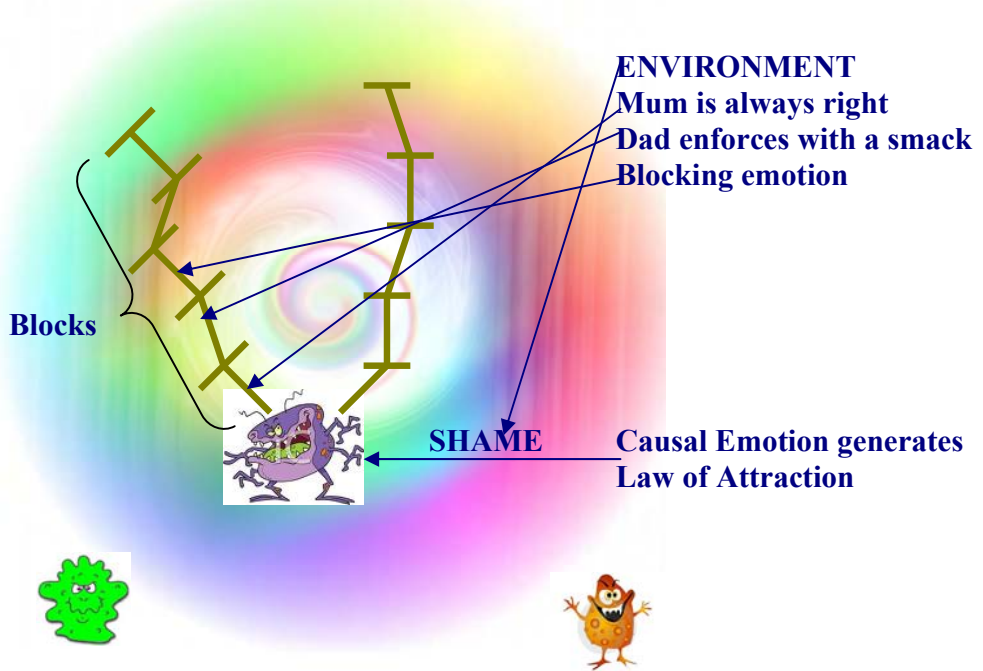 ENVIRONMENT
Mum is always right
Dad enforces with a smack
Blocking emotion
Blocks
SHAME
Causal Emotion generates
Law of Attraction